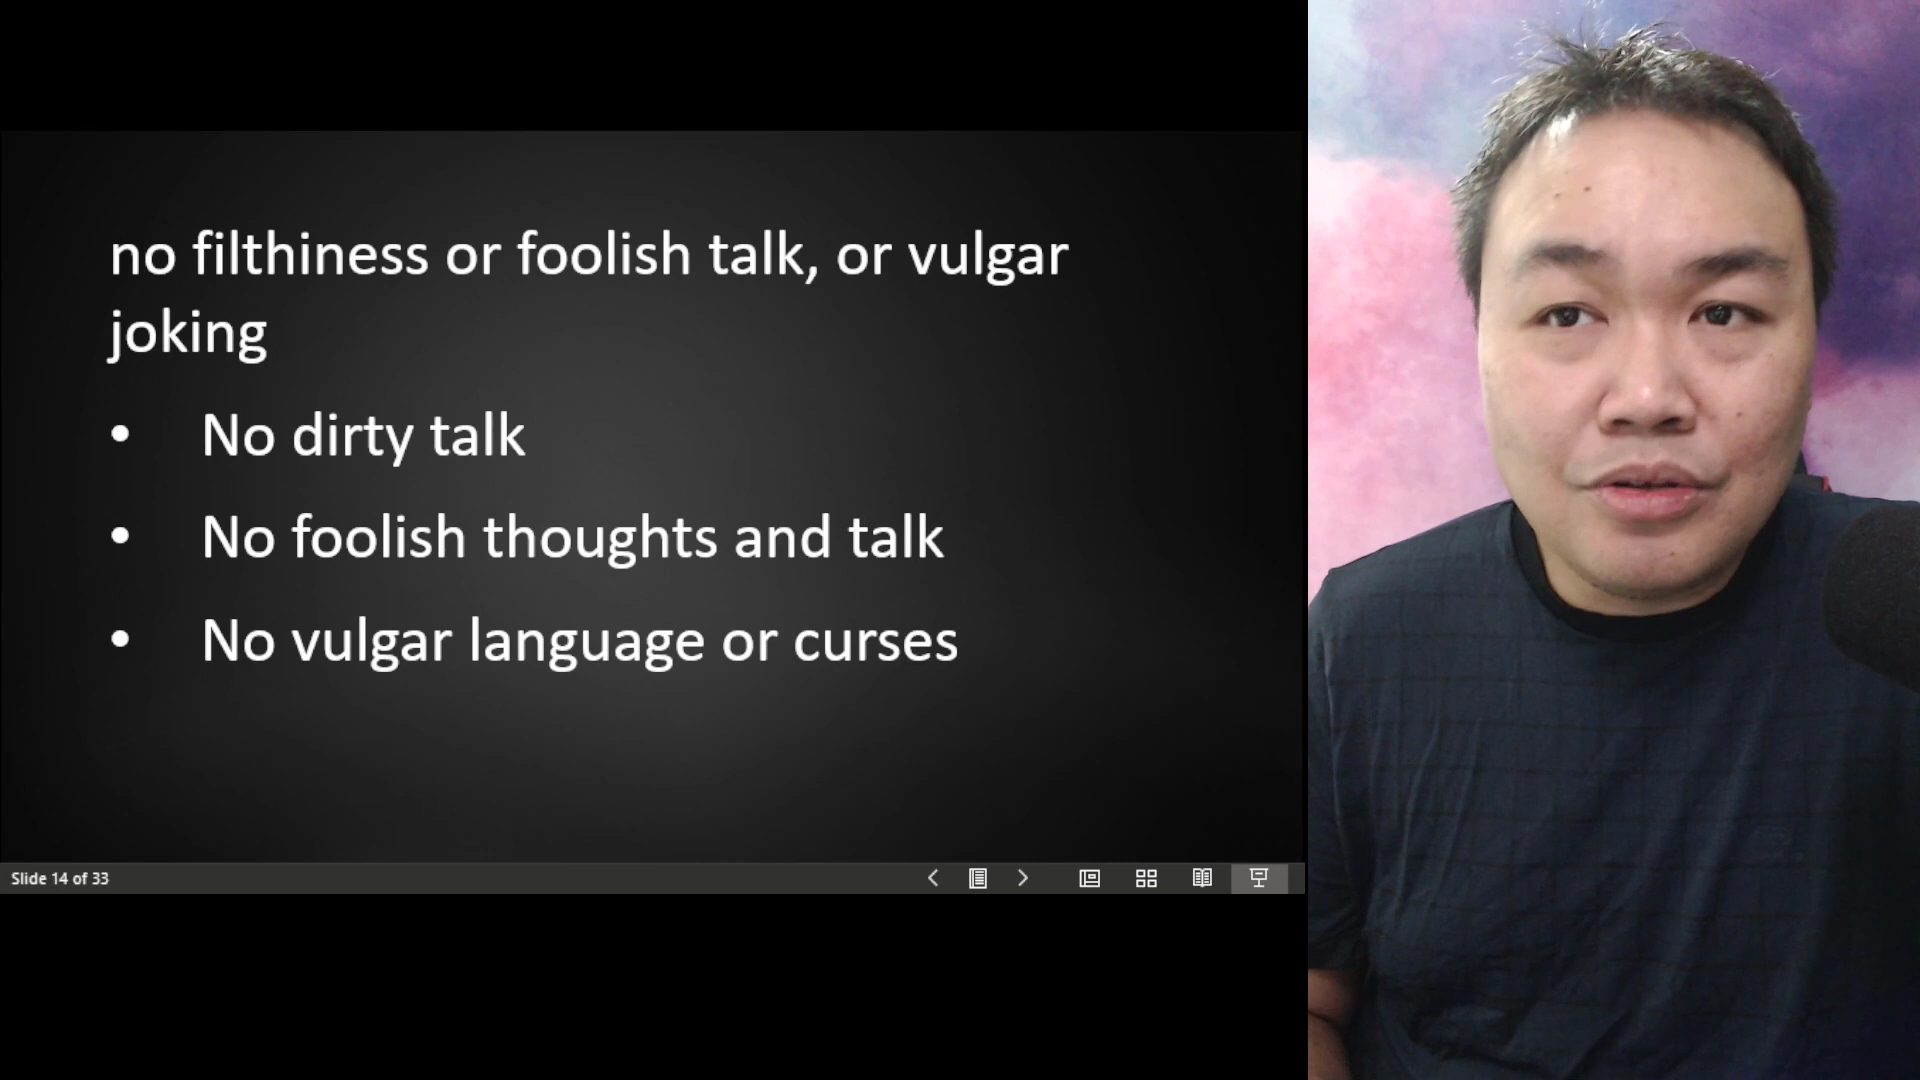 no filthiness or foolish talk, or vulgar
joking
• No dirty talk
• No foolish thoughts and talk
• No vulgar language or curses
Slide 14 of 33